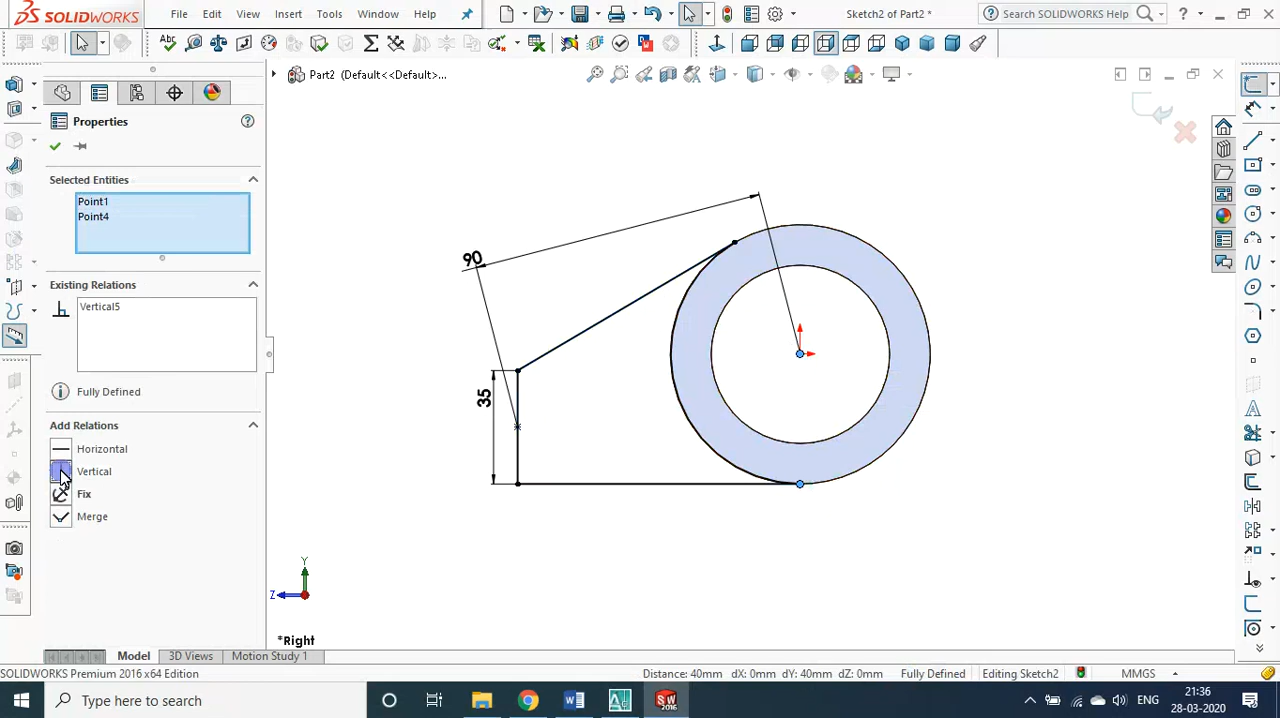 SOLIDWORKS
File
Edit
View
Insert
Tools
Window
Help
Sketch2 of Part2 *
Search SOLIDWORKS Help
?
Part2 (Default<<Default>...
Properties
Selected Entities
Point1
Point4
Existing Relations
Vertical5
Fully Defined
Add Relations
Horizontal
Vertical
Fix
Merge
90
35
Y
Z
*Right
Model
3D Views
Motion Study 1
SOLIDWORKS Premium 2016 x64 Edition
Distance: 40mm dX: 0mm dY: 40mm dZ: 0mm
Fully Defined
Editing Sketch2
MMGS
Type here to search
ENG
21:36
28-03-2020